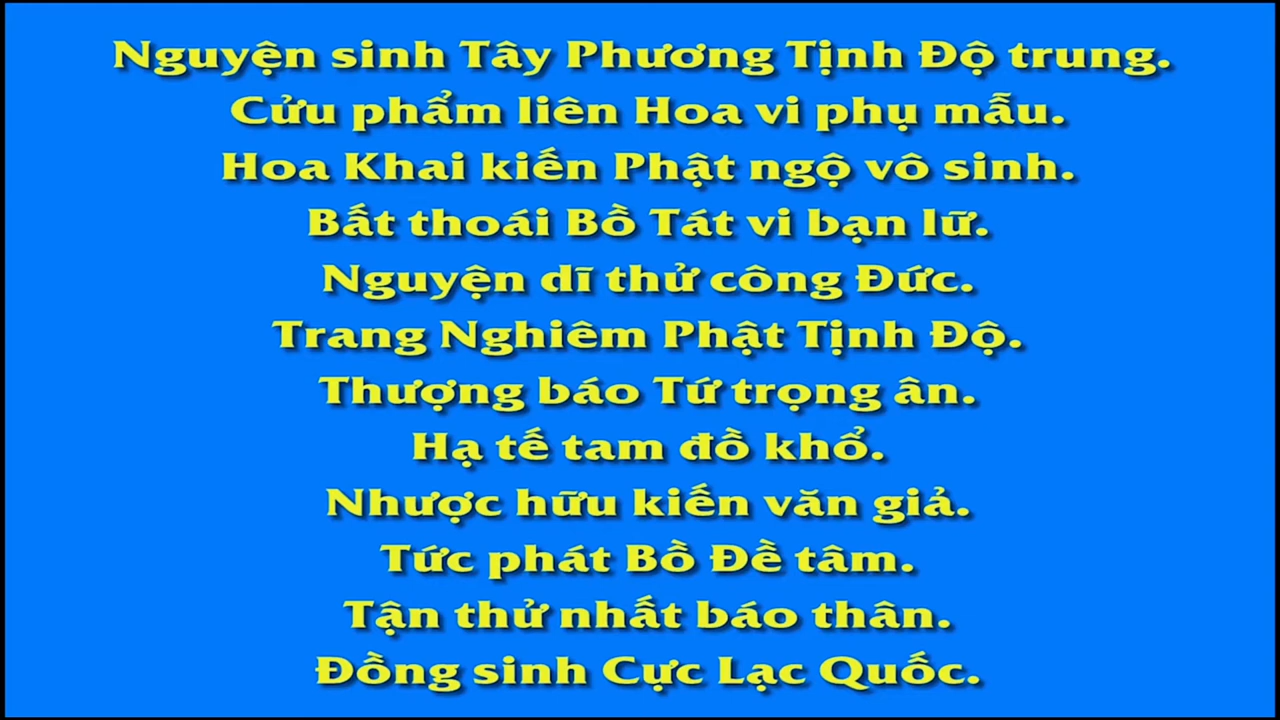 Nguyện sinh Tây Phương Tịnh Độ trung.
Cửu phẩm liên Hoa vi phụ mẫu.
Hoa Khai kiến Phật ngộ vô sinh.
Bất thoái Bồ Tát vi bạn lữ.
Nguyện dĩ thử công Đức.
Trang Nghiêm Phật Tịnh Độ.
Thượng báo Tứ trọng ân.
Hạ tế tam đồ khổ.
Nhược hữu kiến văn giả.
Tức phát Bồ Đề tâm.
Tận thử nhất báo thân.
Đồng sinh Cực Lạc Quốc.